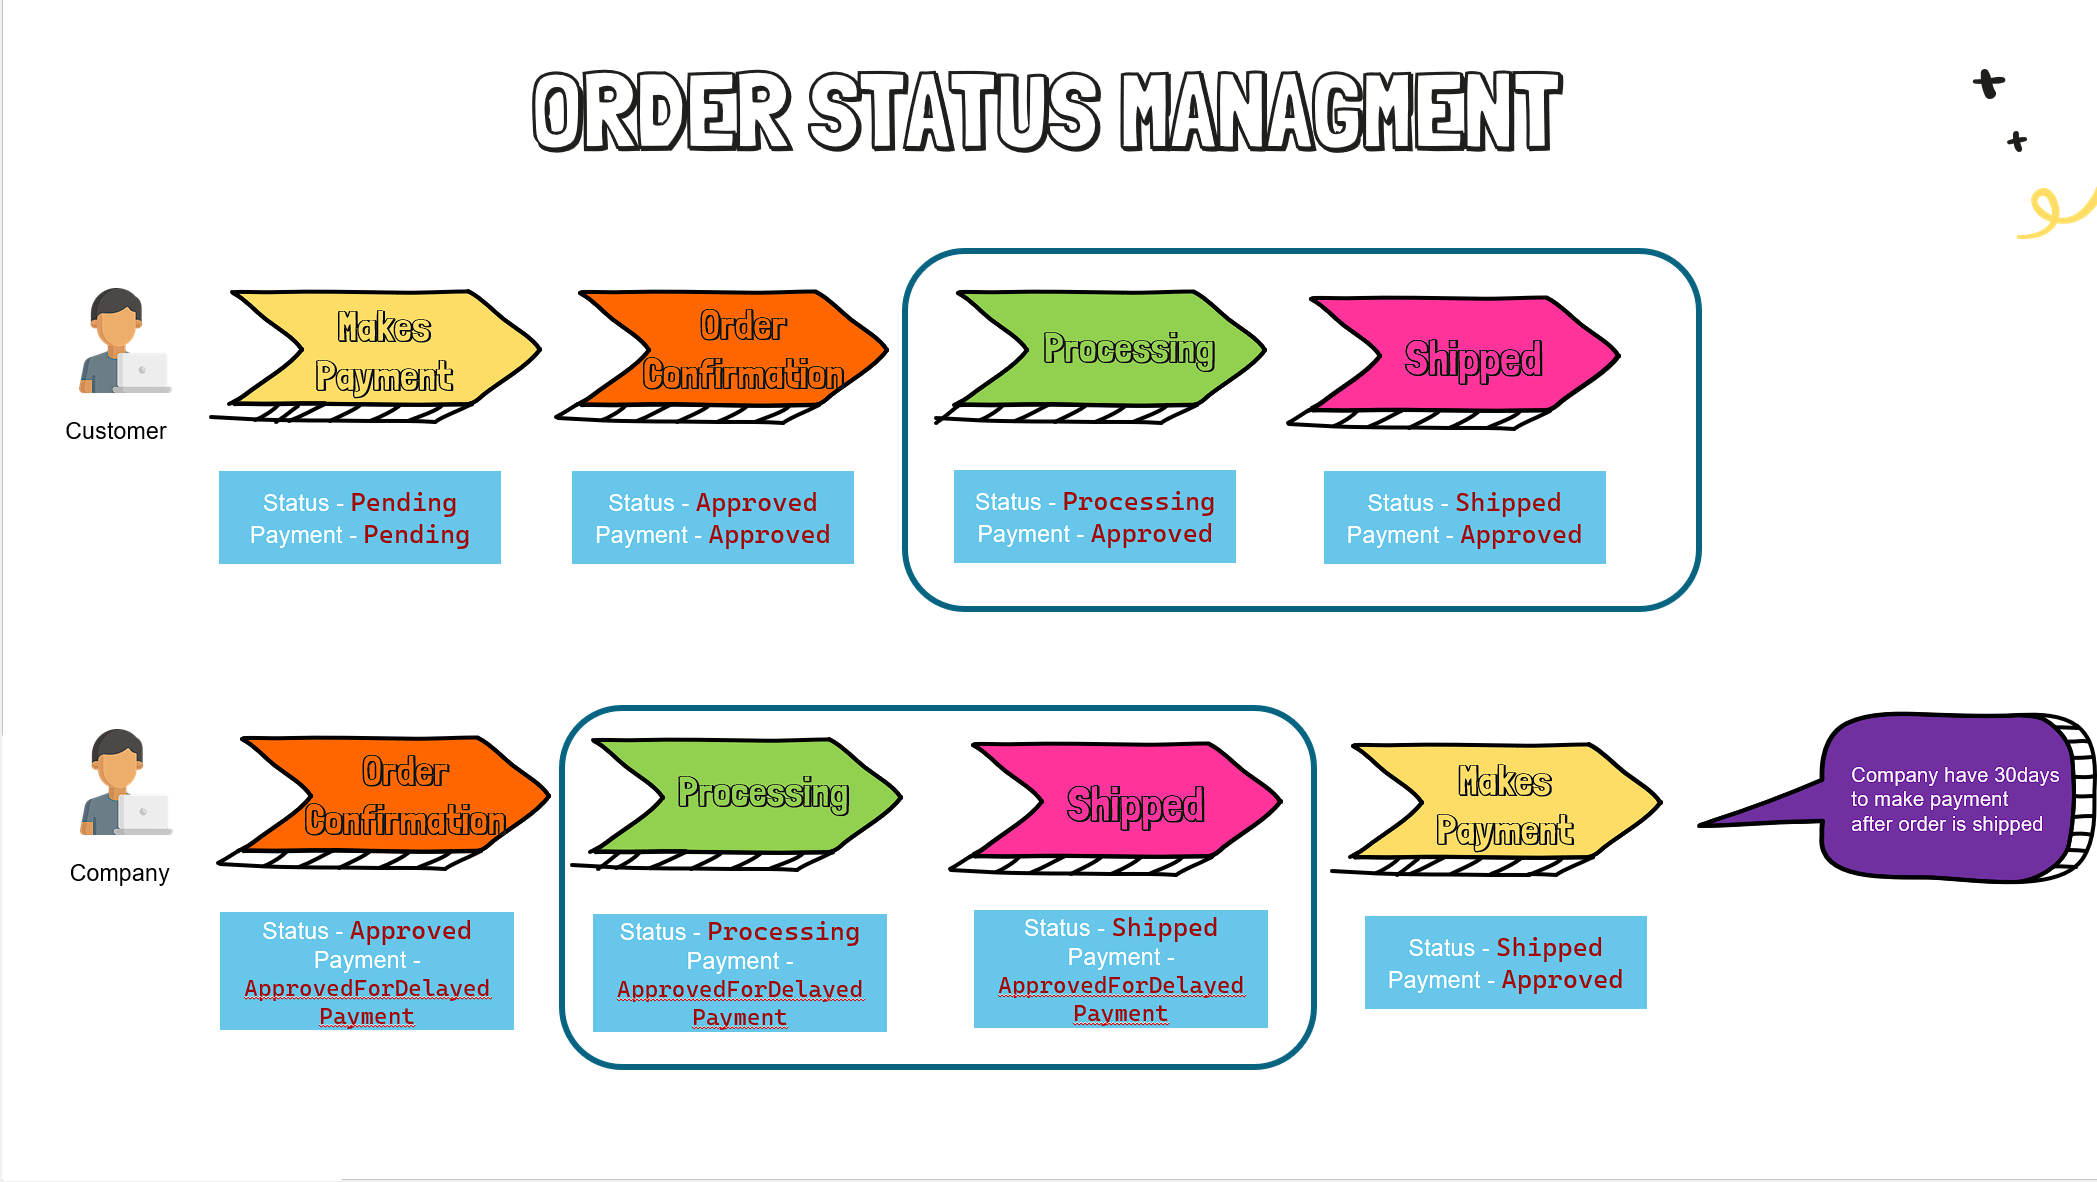 ORDER STATUS MANAGMENT
Makes
Payment
Order
Confirmation
Processing
Shipped
Customer
Status - Pending
Payment - Pending
Status - Approved
Payment - Approved
Status - Processing
Payment - Approved
Status - Shipped
Payment - Approved
Order
Confirmation
Processing
Shipped
Makes
Payment
Company have 30days
to make payment
after order is shipped
Company
Status - Approved
Payment -
ApprovedForDelayed
Payment
Status - Processing
Payment -
ApprovedForDelayed
Payment
Status - Shipped
Payment -
ApprovedForDelayed
Payment
Status - Shipped
Payment - Approved